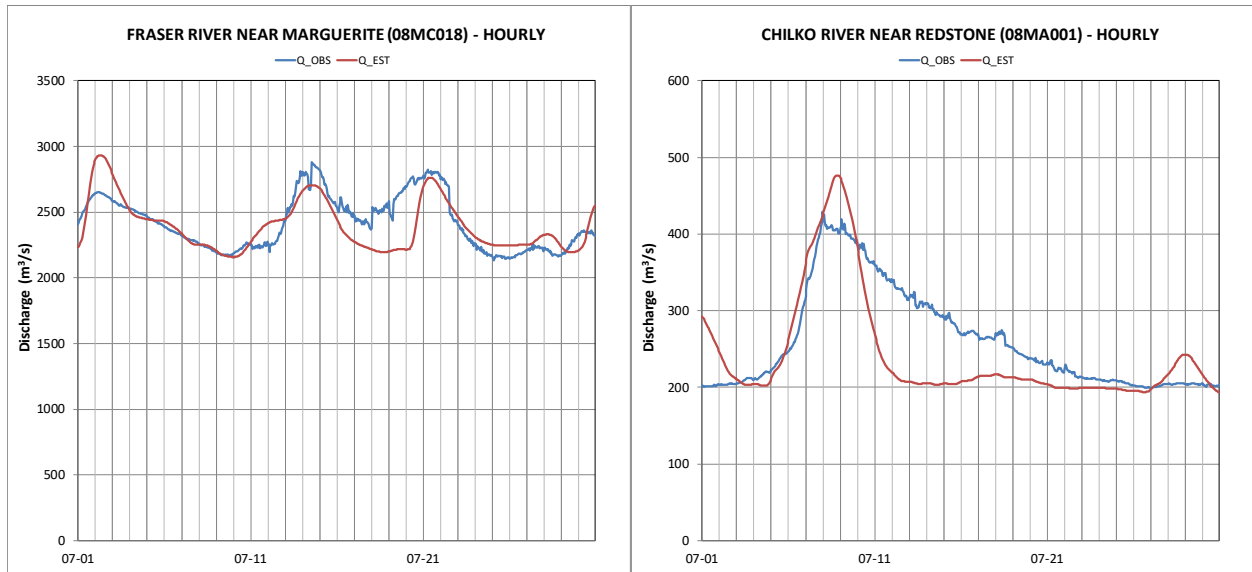 FRASER RIVER NEAR MARGUERITE (08MC018) - HOURLY
Q_OBS Q_EST
3500
3000
2500
2000
1500
1000
500
0
Discharge (m³/s)
07-01 07-11 07-21
CHILKO RIVER NEAR REDSTONE (08MA001) - HOURLY
Q_OBS Q_EST
600
500
400
300
200
100
0
Discharge (m³/s)
07-01 07-11 07-21